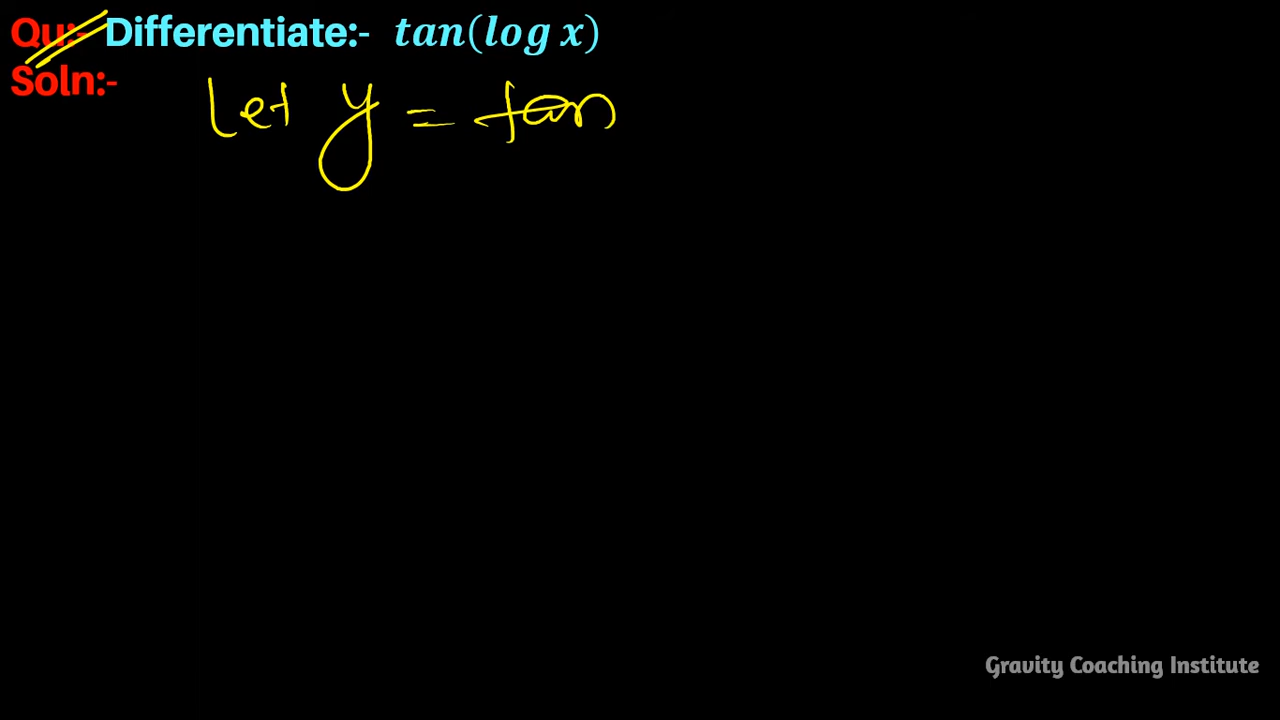 Qu:- Differentiate:- tan(log x)
Soln:-
Let y = tan
Gravity Coaching Institute